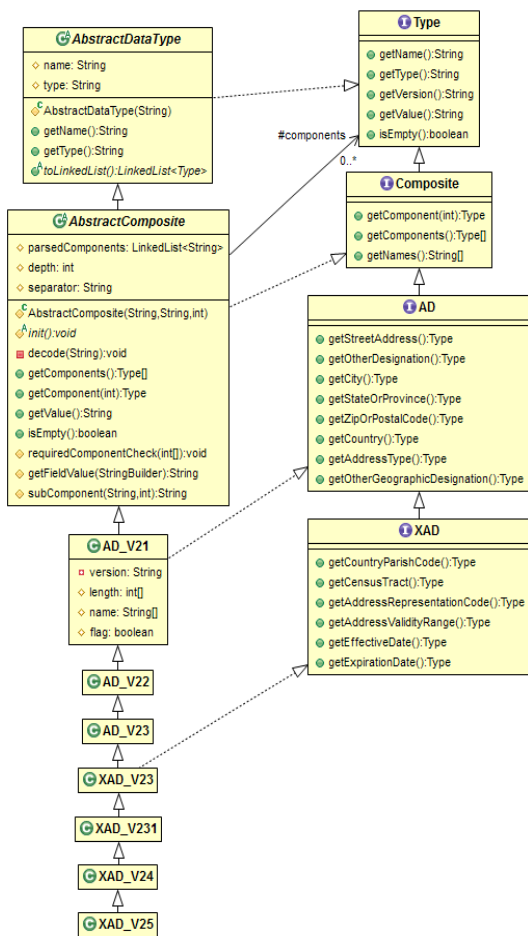 AbstractDataType
name: String
type: String
AbstractDataType(String)
getName():String
getType():String
toLinkedList():LinkedList<Type>
Type
getName():String
getType():String
getVersion():String
getValue():String
isEmpty():boolean
#components
0..*
Composite
getComponent(int):Type
getComponents():Type[]
getNames():String[]
AbstractComposite
parsedComponents: LinkedList<String>
depth: int
separator: String
AbstractComposite(String,String,int)
init():void
decode(String):void
getComponents():Type[]
getComponent(int):Type
getValue():String
isEmpty():boolean
requiredComponentCheck(int[]):void
getFieldValue(StringBuilder):String
subComponent(String,int):String
AD
getStreetAddress():Type
getOtherDesignation():Type
getCity():Type
getStateOrProvince():Type
getZipOrPostalCode():Type
getCountry():Type
getAddressType():Type
getOtherGeographicDesignation():Type
AD_V21
version: String
length: int[]
name: String[]
flag: boolean
XAD
getCountryParishCode():Type
getCensusTract():Type
getAddressRepresentationCode():Type
getAddressValidityRange():Type
getEffectiveDate():Type
getExpirationDate():Type
AD_V22
AD_V23
XAD_V23
XAD_V231
XAD_V24
XAD_V25